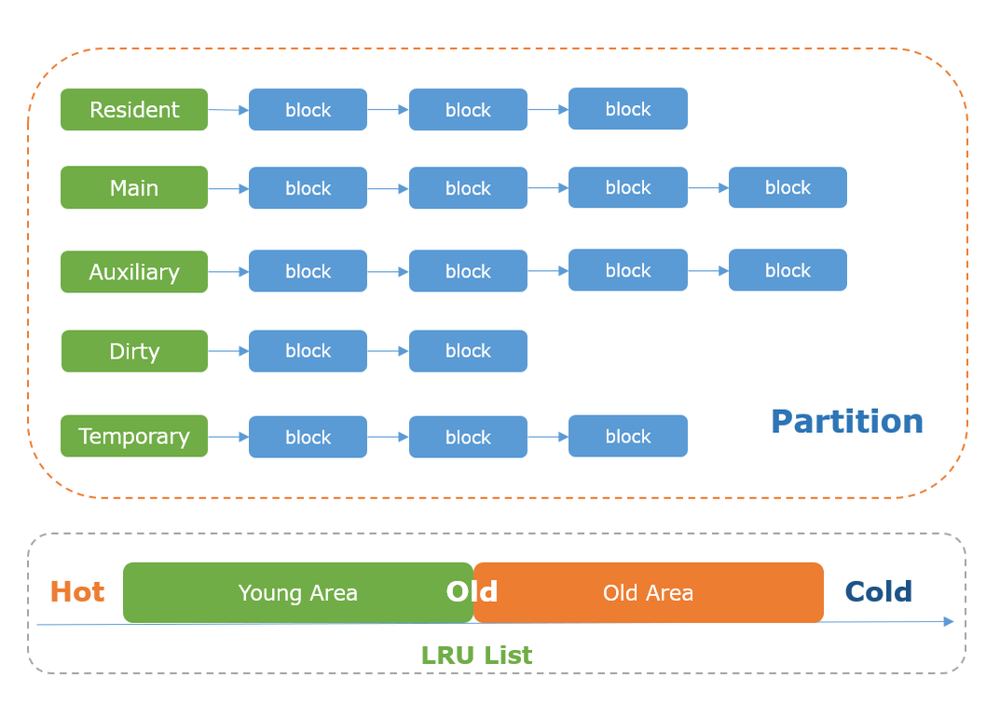 Resident block block block
Main block block block block
Auxiliary block block block block
Dirty block block
Temporary block block block
Partition
Hot Young Area Old Old Area Cold
LRU List